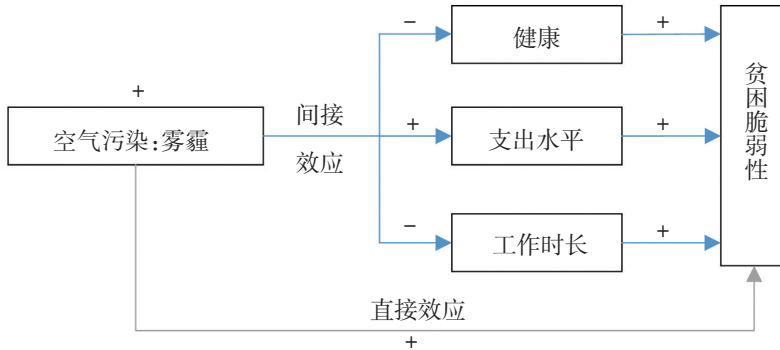 − 健康 +
+
空气污染:雾霾
间接
效应
+ 支出水平 +
− 工作时长 +
贫困脆弱性
直接效应
+